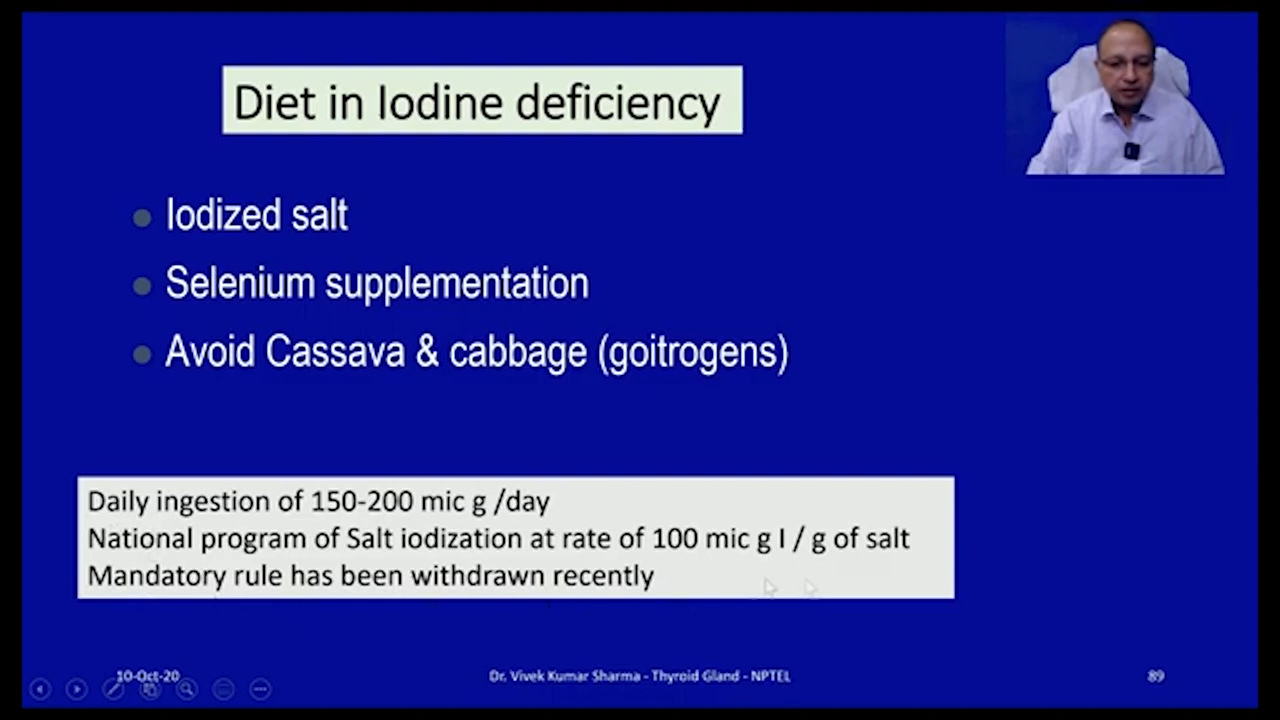 Diet in Iodine deficiency
Iodized salt
Selenium supplementation
Avoid Cassava & cabbage (goitrogens)
Daily ingestion of 150-200 mic g /day
National program of Salt iodization at rate of 100 mic g I / g of salt
Mandatory rule has been withdrawn recently
10-Oct-20
Dr. Vivek Kumar Sharma - Thyroid Gland - NPTEL
89